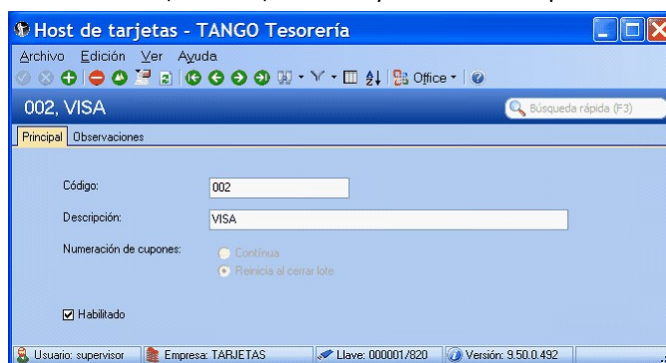 Host de tarjetas - TANGO Tesorería
Archivo Edición Ver Ayuda
Office
002, VISA
Búsqueda rápida (F3)
Principal Observaciones
Código: 002
Descripción: VISA
Numeración de cupones: Contínua
Reinicia al cerrar lote
Habilitado
Usuario: supervisor Empresa: TARJETAS Llave: 000001/820 Versión: 9.50.0.492